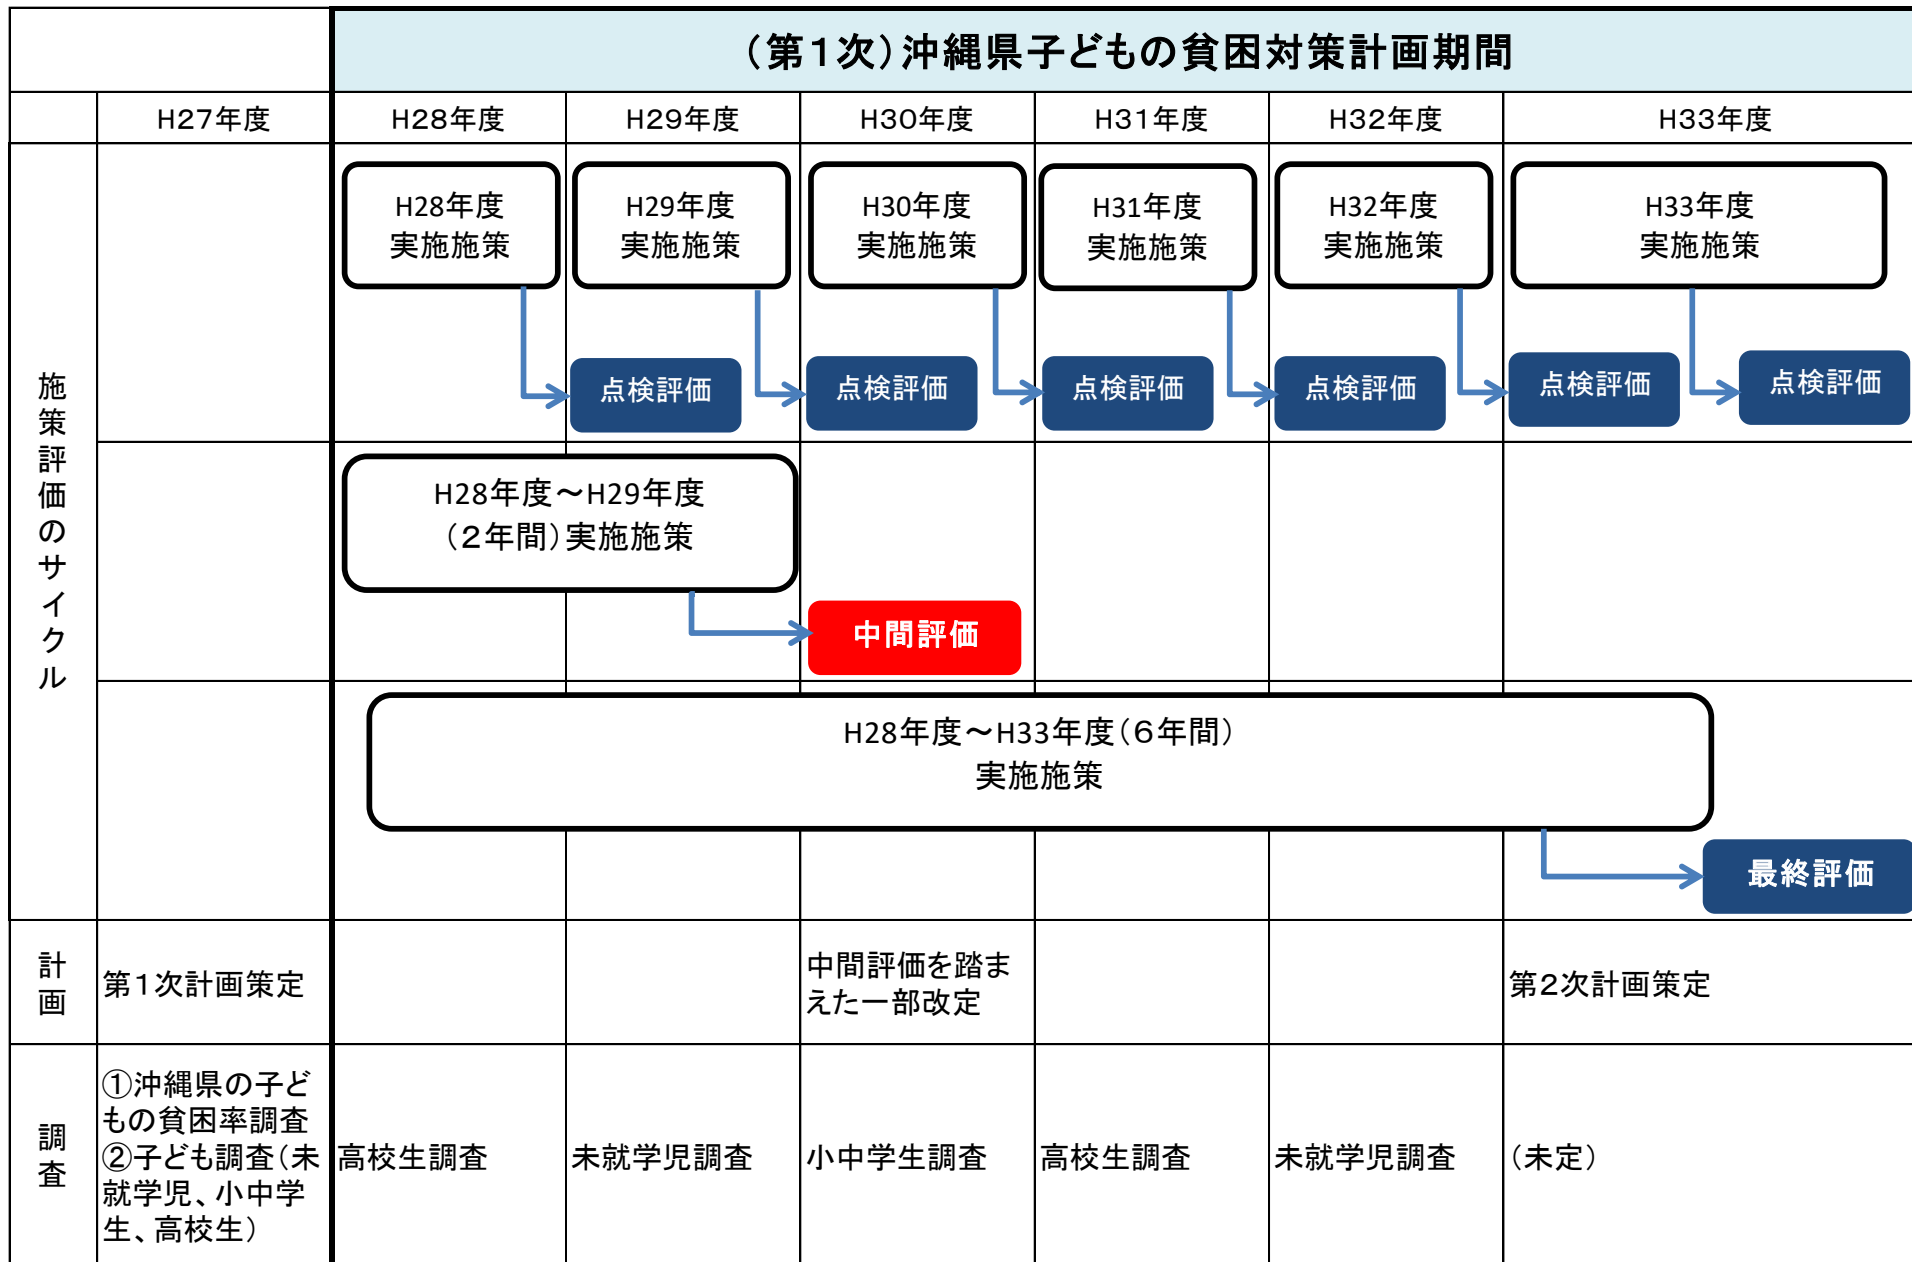 （第１次）沖縄県子どもの貧困対策計画期間
H27年度
H28年度
H29年度
H30年度
H31年度
H32年度
H33年度
施策評価のサイクル
H28年度
実施施策
H29年度
実施施策
H30年度
実施施策
H31年度
実施施策
H32年度
実施施策
H33年度
実施施策
点検評価
点検評価
点検評価
点検評価
点検評価
点検評価
H28年度～H29年度
（２年間）実施施策
中間評価
H28年度～H33年度（６年間）
実施施策
最終評価
計画
第１次計画策定
中間評価を踏ま
えた一部改定
第２次計画策定
調査
①沖縄県の子ど
もの貧困率調査
②子ども調査（未
就学児、小中学
生、高校生）
高校生調査
未就学児調査
小中学生調査
高校生調査
未就学児調査
（未定）